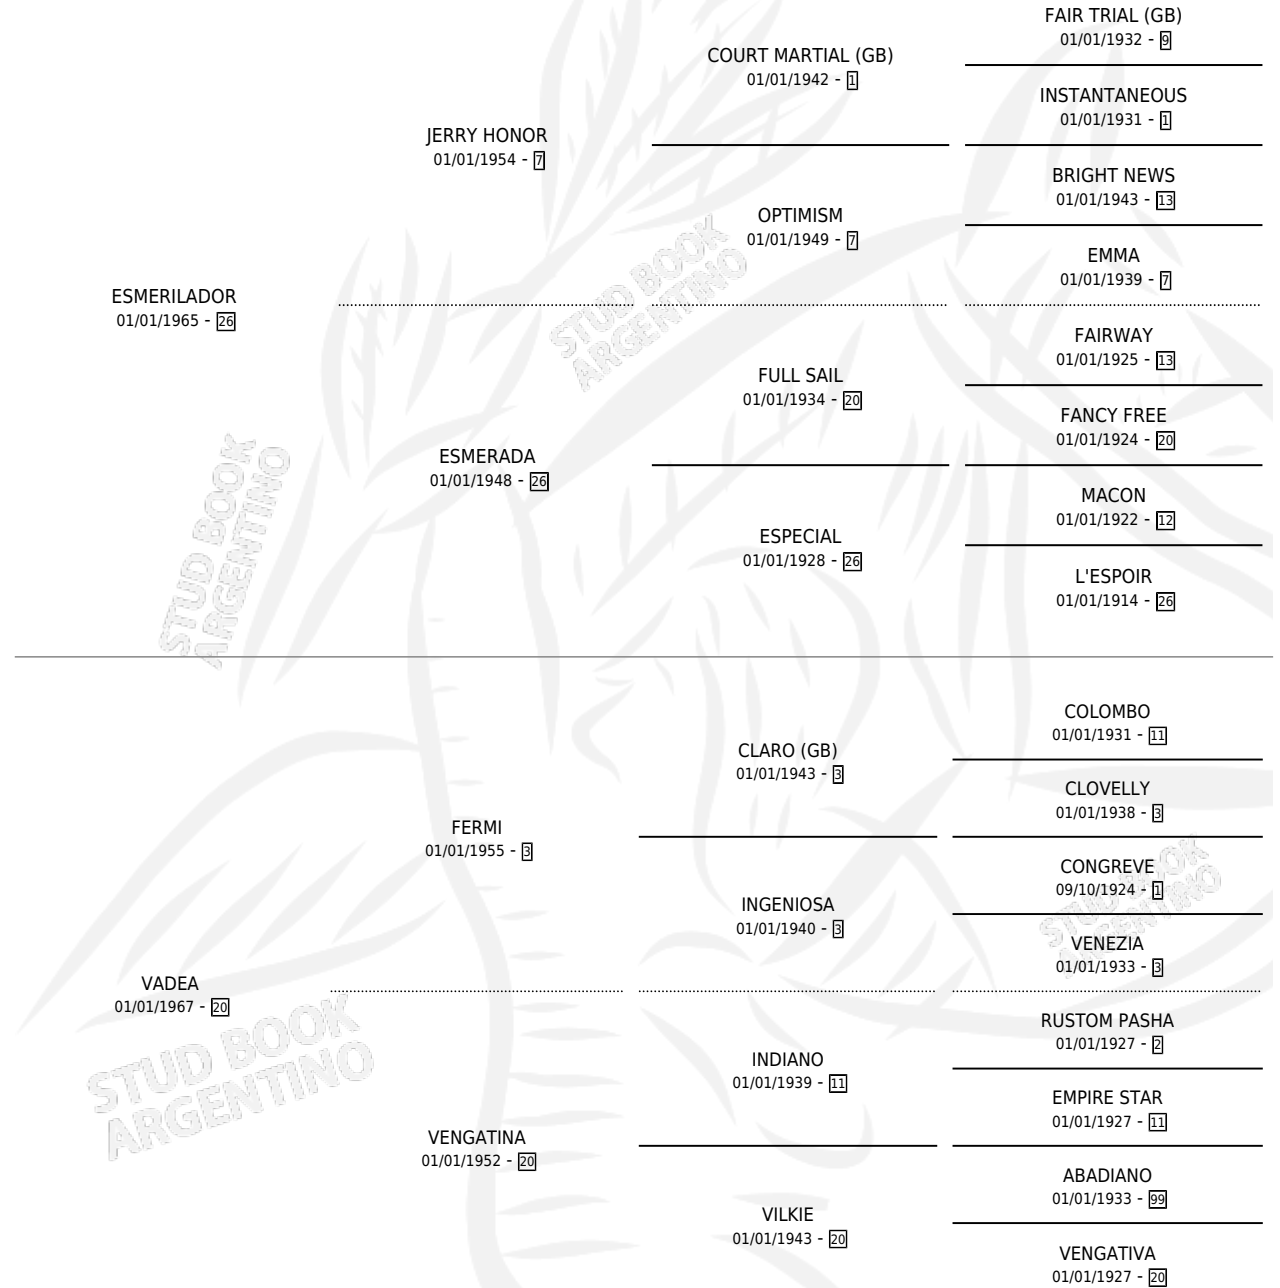 FAIR TRIAL (GB)
01/01/1932 - 9
COURT MARTIAL (GB)
01/01/1942 - 1
INSTANTANEOUS
01/01/1931 - 1
JERRY HONOR
01/01/1954 - 7
BRIGHT NEWS
01/01/1943 - 13
OPTIMISM
01/01/1949 - 7
EMMA
01/01/1939 - 7
ESMERILADOR
01/01/1965 - 26
FAIRWAY
01/01/1925 - 13
FULL SAIL
01/01/1934 - 20
FANCY FREE
01/01/1924 - 20
ESMERADA
01/01/1948 - 26
MACON
01/01/1922 - 12
ESPECIAL
01/01/1928 - 26
L'ESPOIR
01/01/1914 - 26
STUD BOOK
ARGENTINO
STUD BOOK
ARGENTINO
COLOMBO
01/01/1931 - 11
CLARO (GB)
01/01/1943 - 3
CLOVELLY
01/01/1938 - 3
FERMI
01/01/1955 - 3
CONGREVE
09/10/1924 - 1
INGENIOSA
01/01/1940 - 3
VENEZIA
01/01/1933 - 3
VADEA
01/01/1967 - 20
RUSTOM PASHA
01/01/1927 - 2
INDIANO
01/01/1939 - 11
EMPIRE STAR
01/01/1927 - 11
VENGATINA
01/01/1952 - 20
ABADIANO
01/01/1933 - 99
VILKIE
01/01/1943 - 20
VENGATIVA
01/01/1927 - 20
STUD BOOK
ARGENTINO
STUD BOOK
ARGENTINO